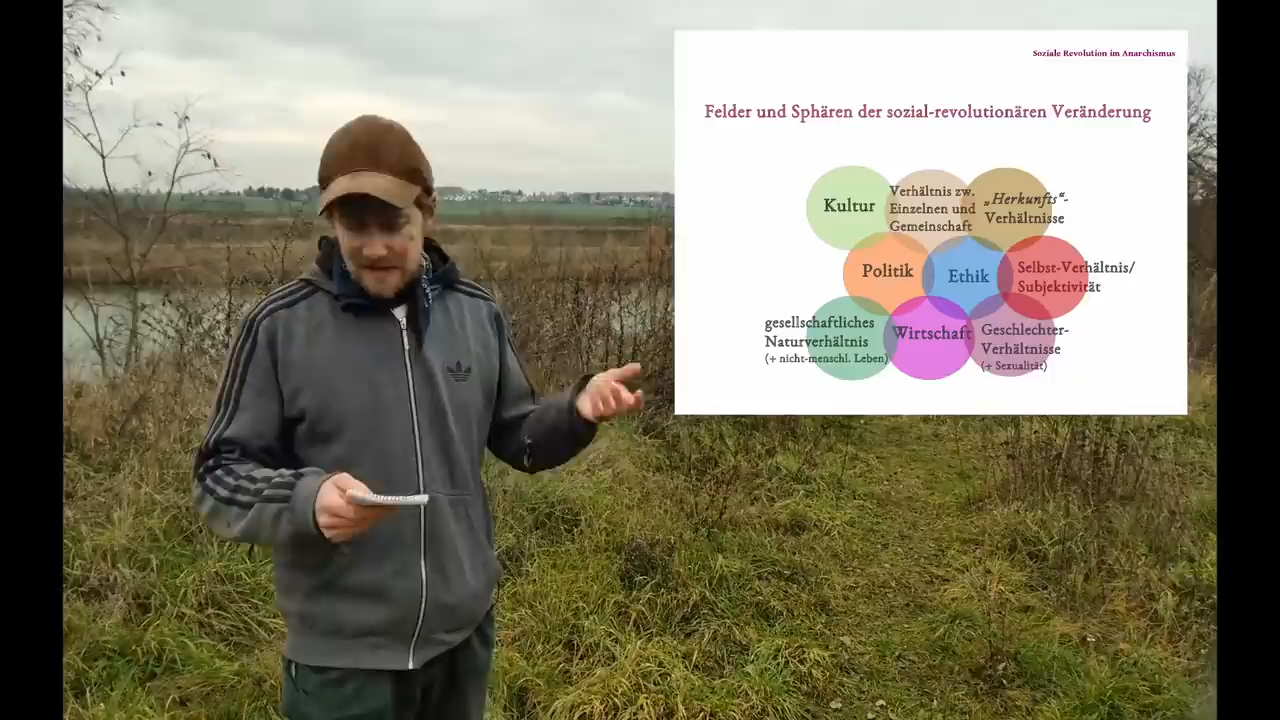 Soziale Revolution im Anarchismus
Felder und Sphären der sozial-revolutionären Veränderung
Kultur
Verhältnis zw.
Einzelnen und
Gemeinschaft
„Herkunfts“-
Verhältnisse
Politik
Ethik
Selbst-Verhältnis/
Subjektivität
gesellschaftliches
Naturverhältnis
(+ nicht-menschl. Leben)
Wirtschaft
Geschlechter-
Verhältnisse
(+ Sexualität)